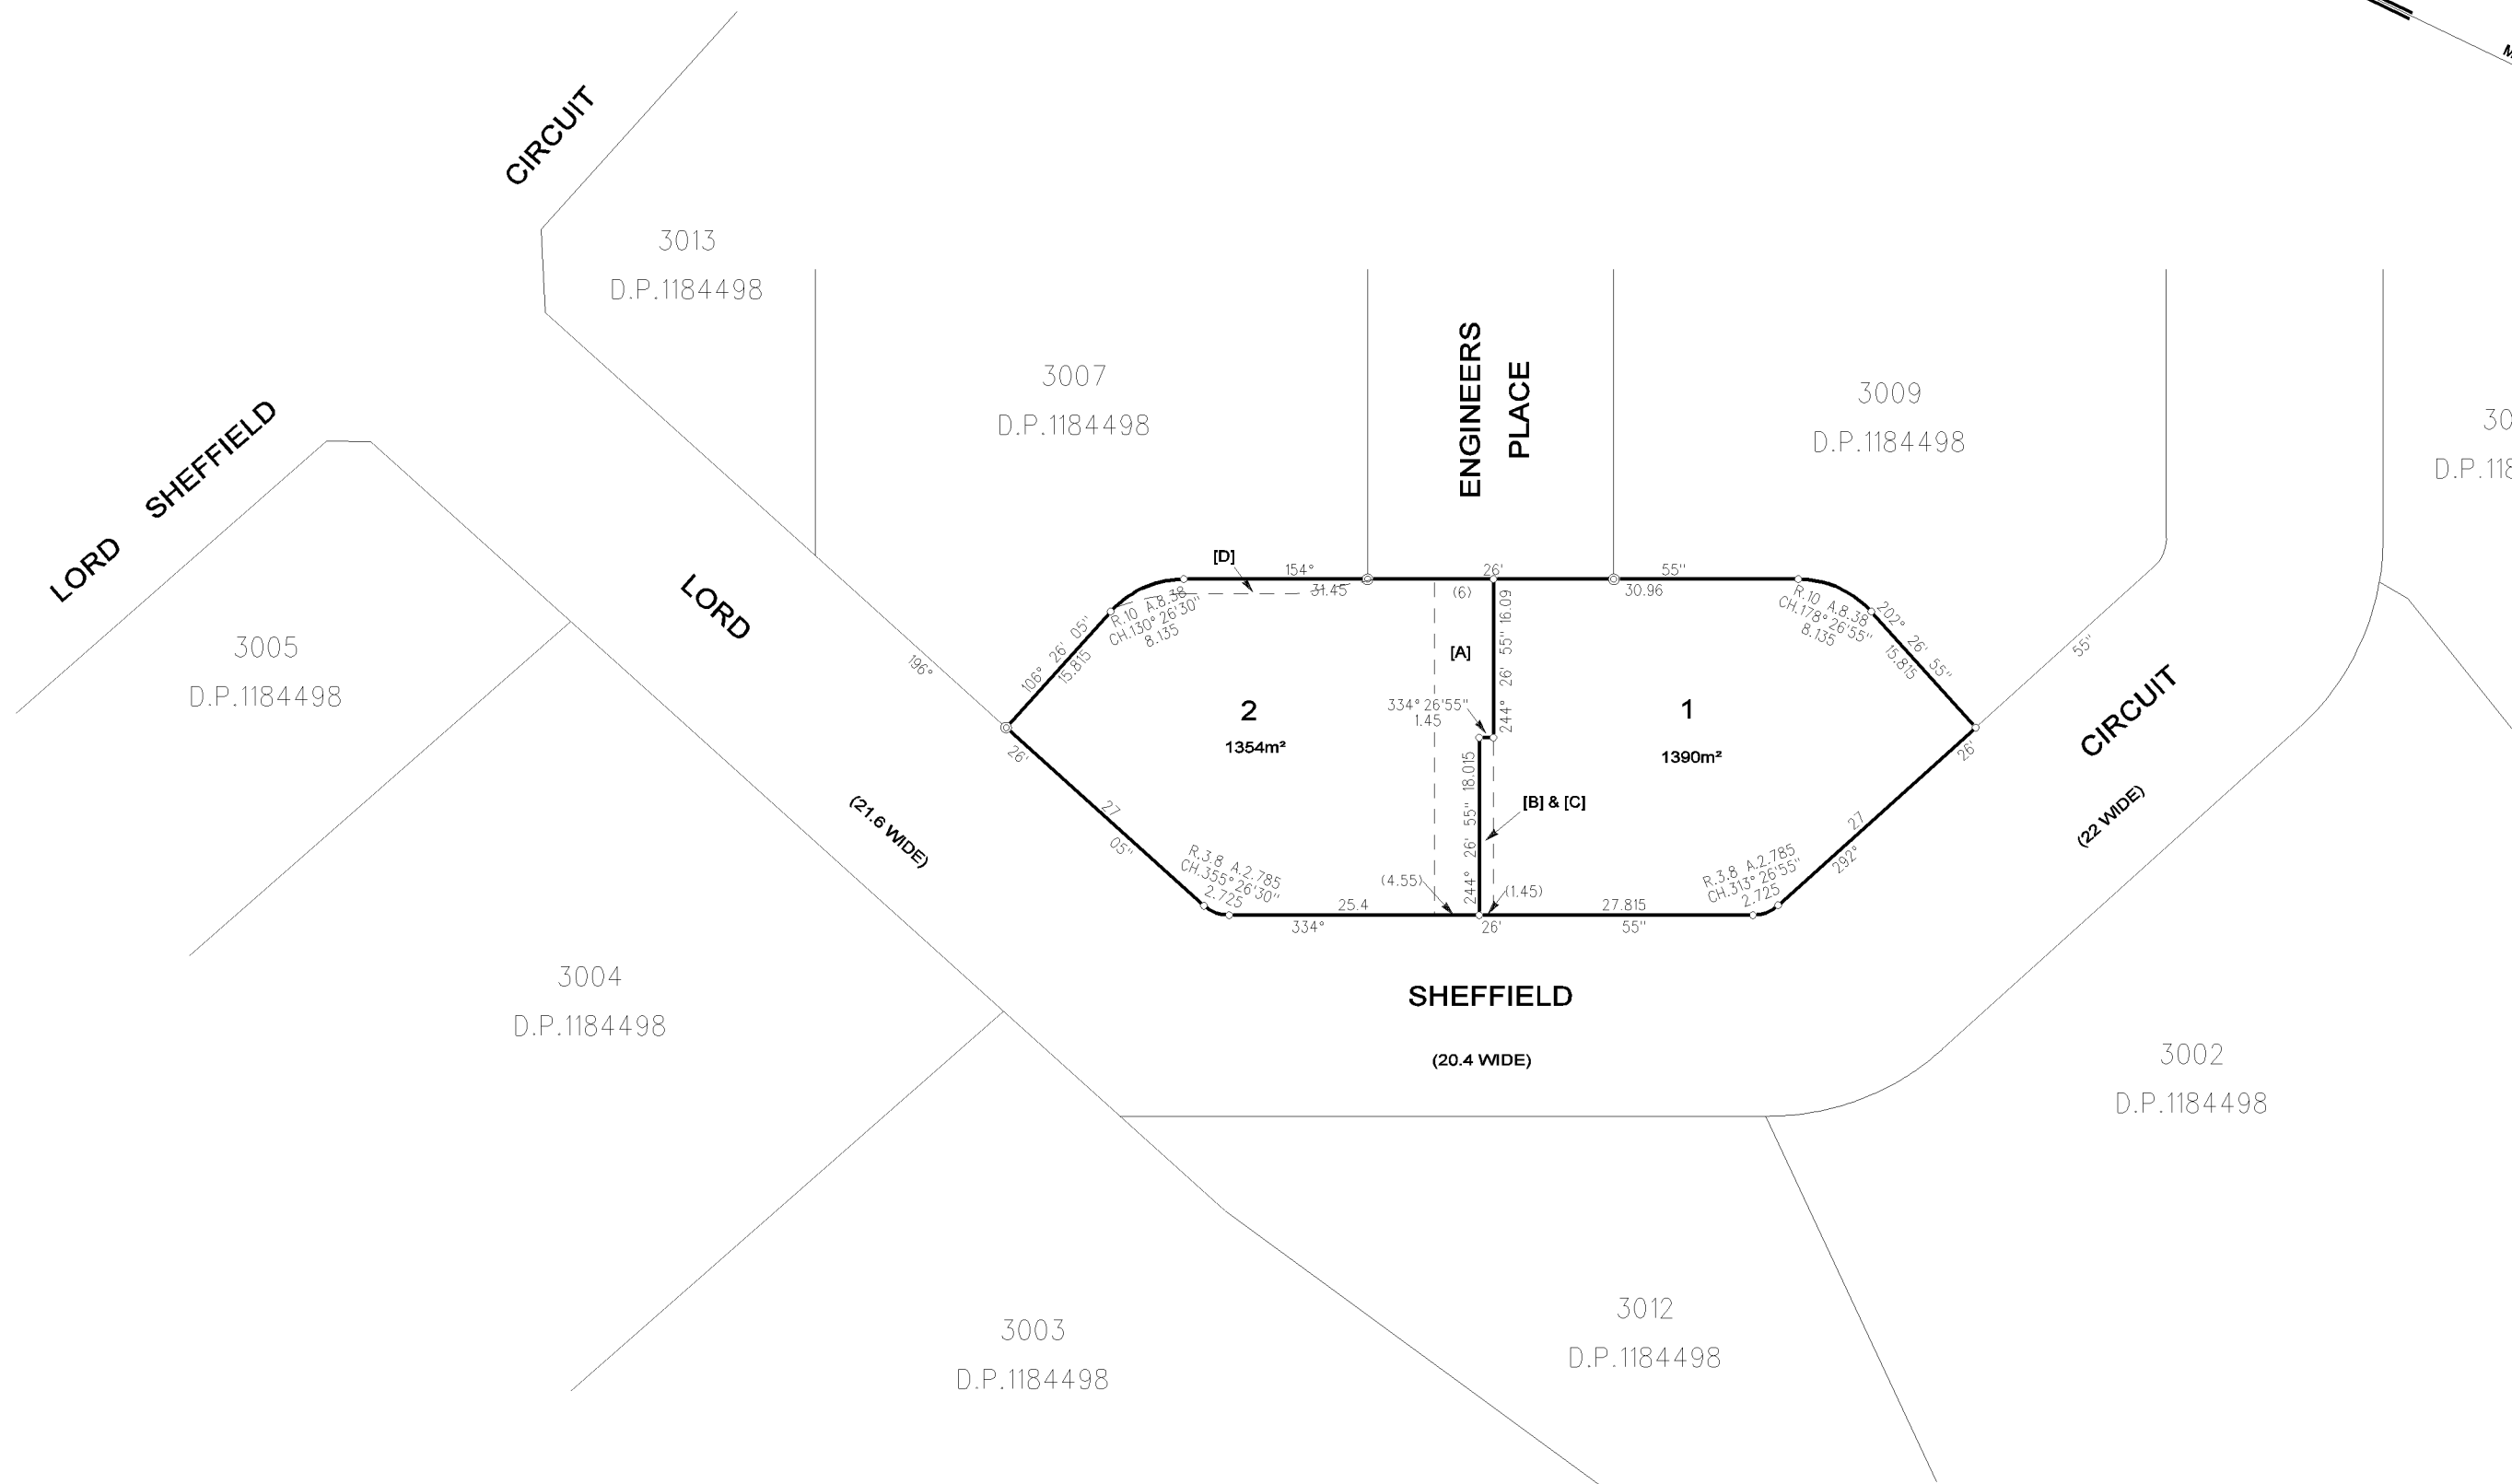 M
CIRCUIT
3013
D.P.1184498
LORD SHEFFIELD
3007
D.P.1184498
ENGINEERS
PLACE
3009
D.P.1184498
30
D.P.118
3005
D.P.1184498
LORD
196°
26'
27
05"
[D]
154°
26'
55"
31.45
(6)
30.96
R.10 A.8.38
CH.130° 26'30"
8.135
R.10 A.8.38
CH.178° 26'55"
8.135
106° 26' 05"
15.815
202° 26' 55"
15.815
[A]
244° 26' 55" 16.09
334° 26'55"
1.45
2
1354m²
1
1390m²
244° 26' 55" 18.015
[B] & [C]
(4.55)
(1.45)
R.3.8 A.2.785
CH.355° 26'30"
2.725
R.3.8 A.2.785
CH.313° 26'55"
2.725
25.4
27.815
334°
26'
55"
292°
27
26'
55"
CIRCUIT
(22 WIDE)
(21.6 WIDE)
SHEFFIELD
(20.4 WIDE)
3004
D.P.1184498
3002
D.P.1184498
3003
D.P.1184498
3012
D.P.1184498